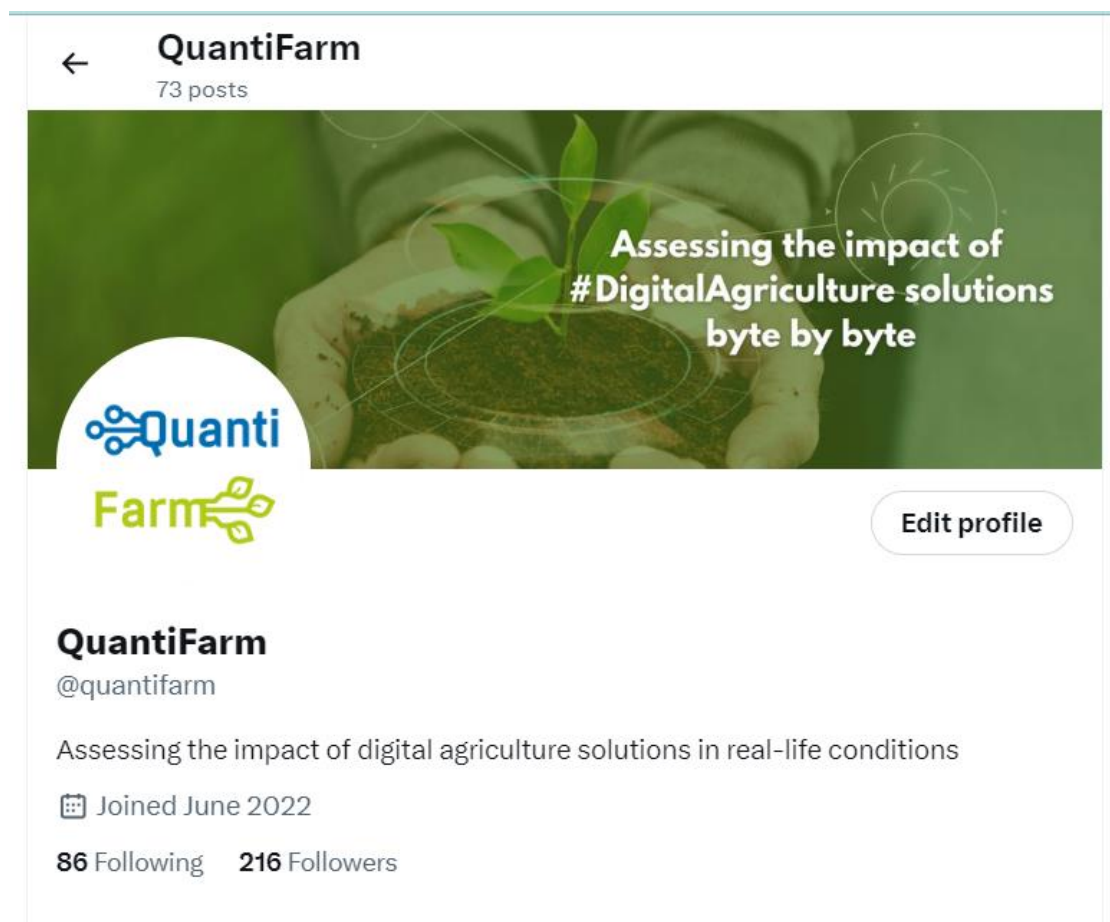 QuantiFarm
73 posts
Assessing the impact of
#DigitalAgriculture solutions
byte by byte
Quanti
Farm
Edit profile
QuantiFarm
@quantifarm
Assessing the impact of digital agriculture solutions in real-life conditions
Joined June 2022
86 Following 216 Followers